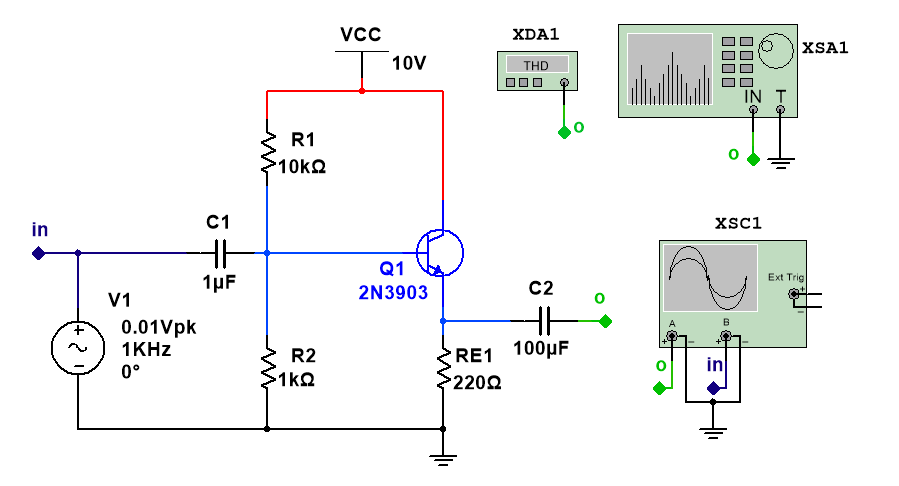 VCC
10V
XDA1
THD
o
XSA1
IN T
o
R1
10kΩ
in
C1
1µF
Q1
2N3903
V1
0.01Vpk
1KHz
0°
C2
100µF
o
R2
1kΩ
RE1
220Ω
XSC1
Ext Trig
+
−
A
B
+ − + −
o
in